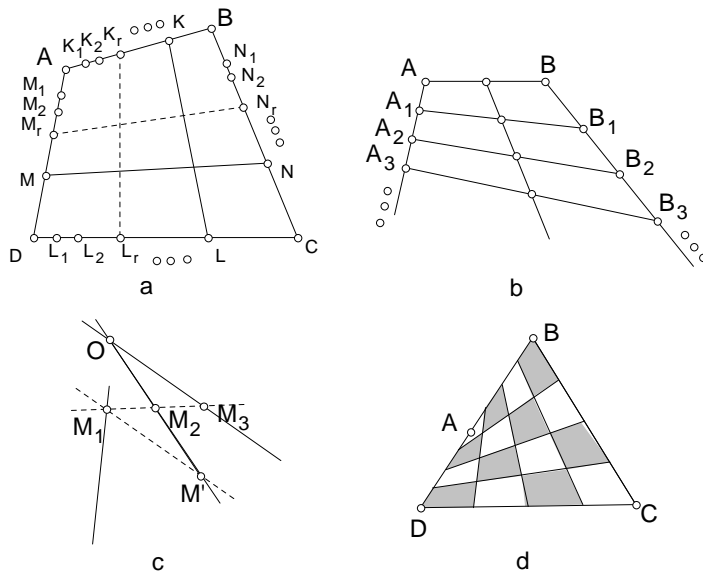 B
K
K₁ K₂ Kᵣ
A
N₁
M₁
N₂
M₂
Nᵣ
Mᵣ
N
M
D
L₁ L₂ Lᵣ L C
a
A B
A₁
B₁
A₂
B₂
A₃
B₃
b
O
M₁ M₂ M₃
M'
c
B
A
D C
d